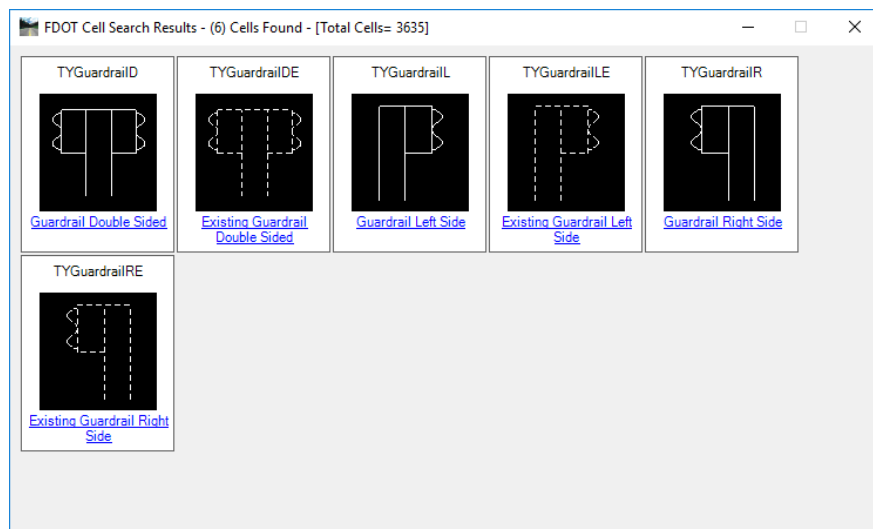 FDOT Cell Search Results - (6) Cells Found - [Total Cells= 3635]
TYGuardrailD
Guardrail Double Sided
TYGuardrailDE
Existing Guardrail
Double Sided
TYGuardrailL
Guardrail Left Side
TYGuardrailLE
Existing Guardrail Left
Side
TYGuardrailR
Guardrail Right Side
TYGuardrailRE
Existing Guardrail Right
Side